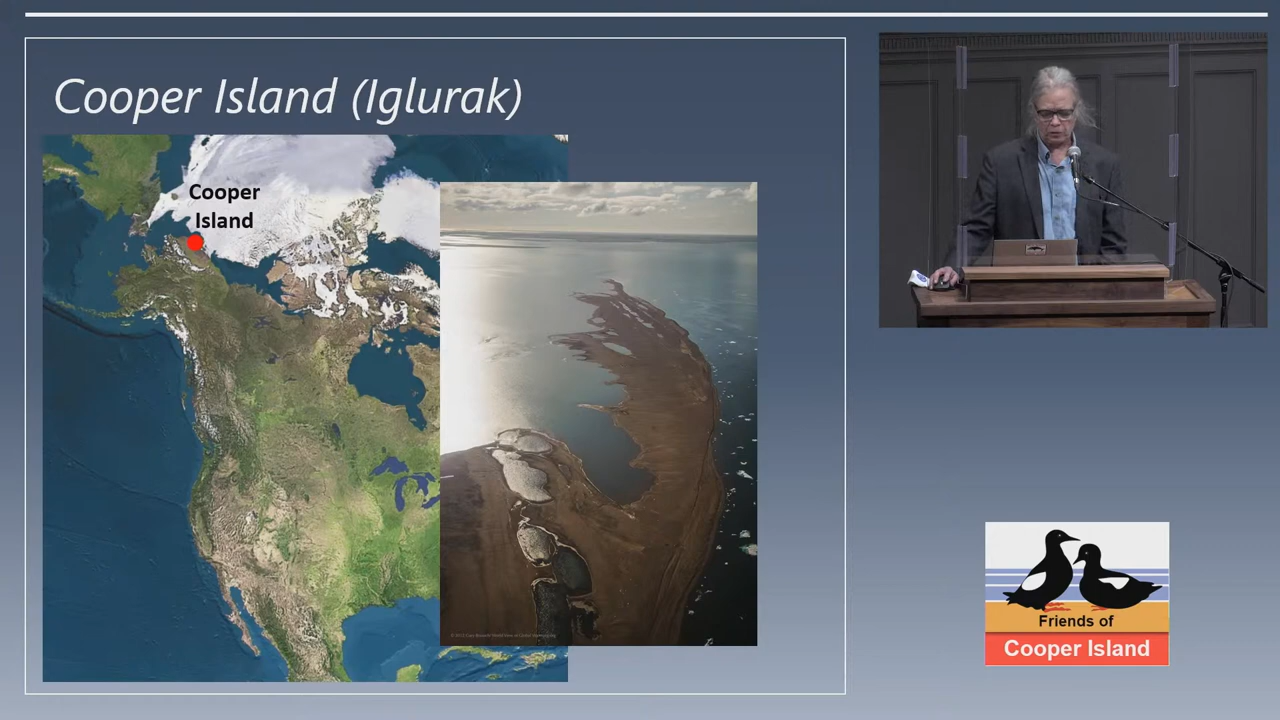 Cooper Island (Iglurak)
Cooper
Island
Friends of
Cooper Island